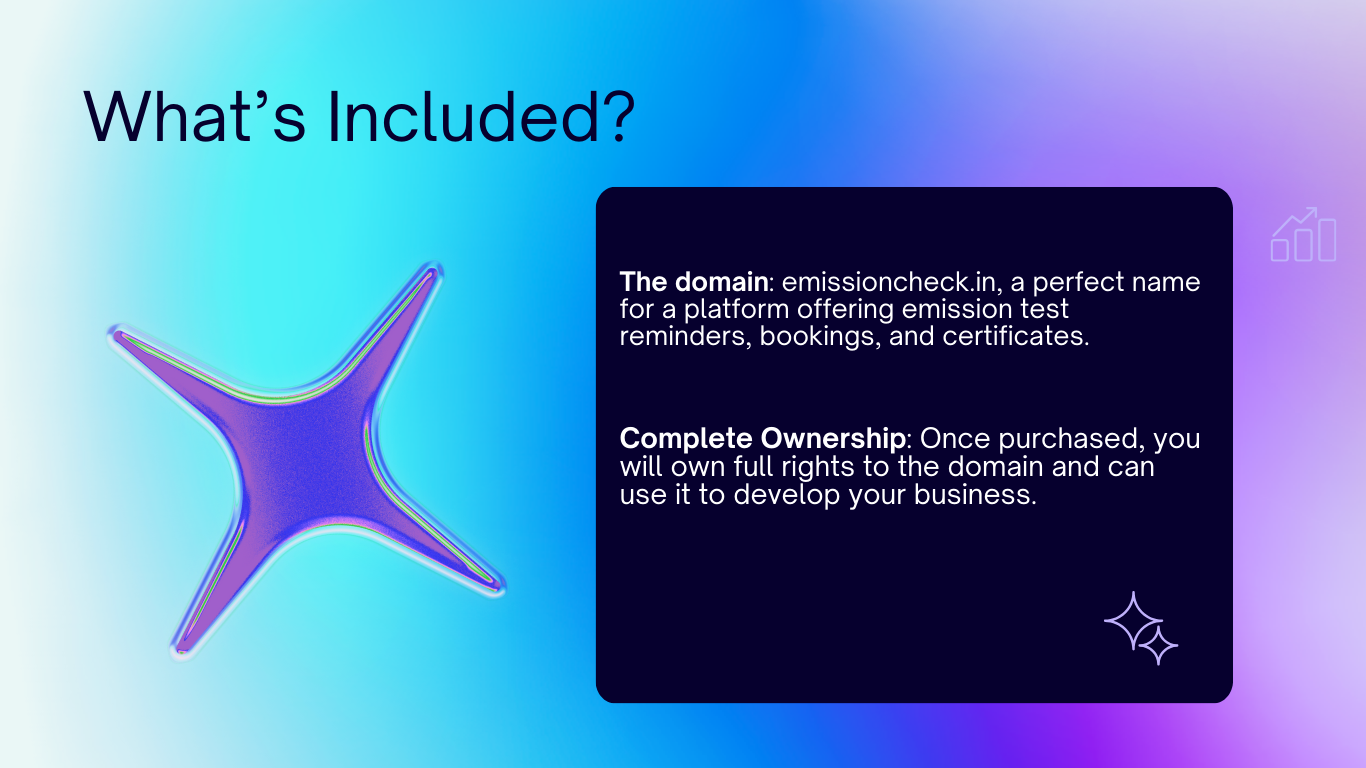 What’s Included?
The domain: emissioncheck.in, a perfect name
for a platform offering emission test
reminders, bookings, and certificates.
Complete Ownership: Once purchased, you
will own full rights to the domain and can
use it to develop your business.